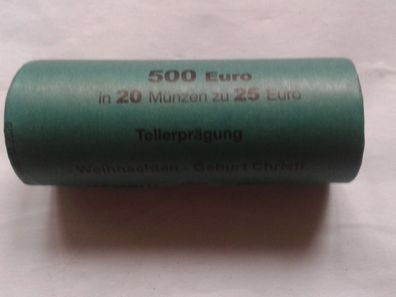 500 Euro
in 20 Münzen zu 25 Euro
Tellerprägung
Weihnachten - Geburt Christi